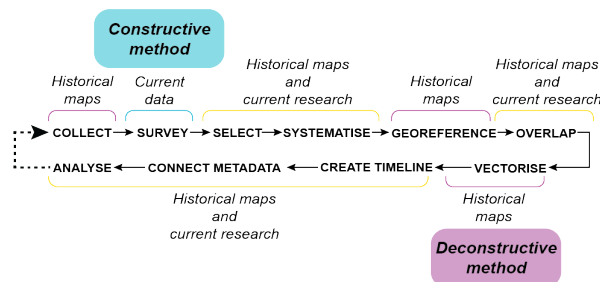 Constructive
method
Historical
maps
Current
data
Historical maps
and
current research
Historical
maps
Historical maps
and
current research
COLLECT SURVEY SELECT SYSTEMATISE GEOREFERENCE OVERLAP
ANALYSE CONNECT METADATA CREATE TIMELINE VECTORISE
Historical maps
and
current research
Historical
maps
Deconstructive
method